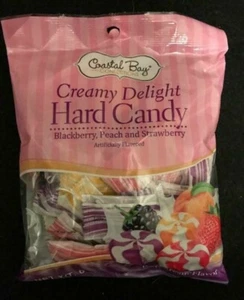 Coastal Bay
Creamy Delight
Hard Candy
Blackberry, Peach and Strawberry
Artificially Flavored